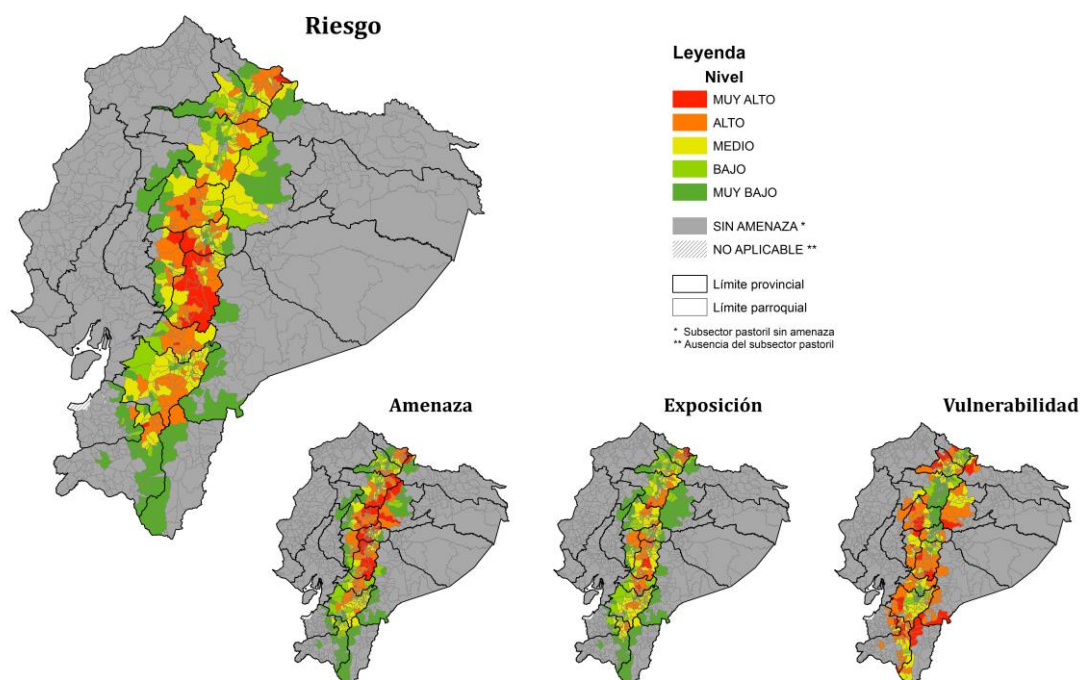 Riesgo
Leyenda
Nivel
MUY ALTO
ALTO
MEDIO
BAJO
MUY BAJO
SIN AMENAZA *
NO APLICABLE **
Límite provincial
Límite parroquial
* Subsector pastoril sin amenaza
** Ausencia del subsector pastoril
Amenaza
Exposición
Vulnerabilidad